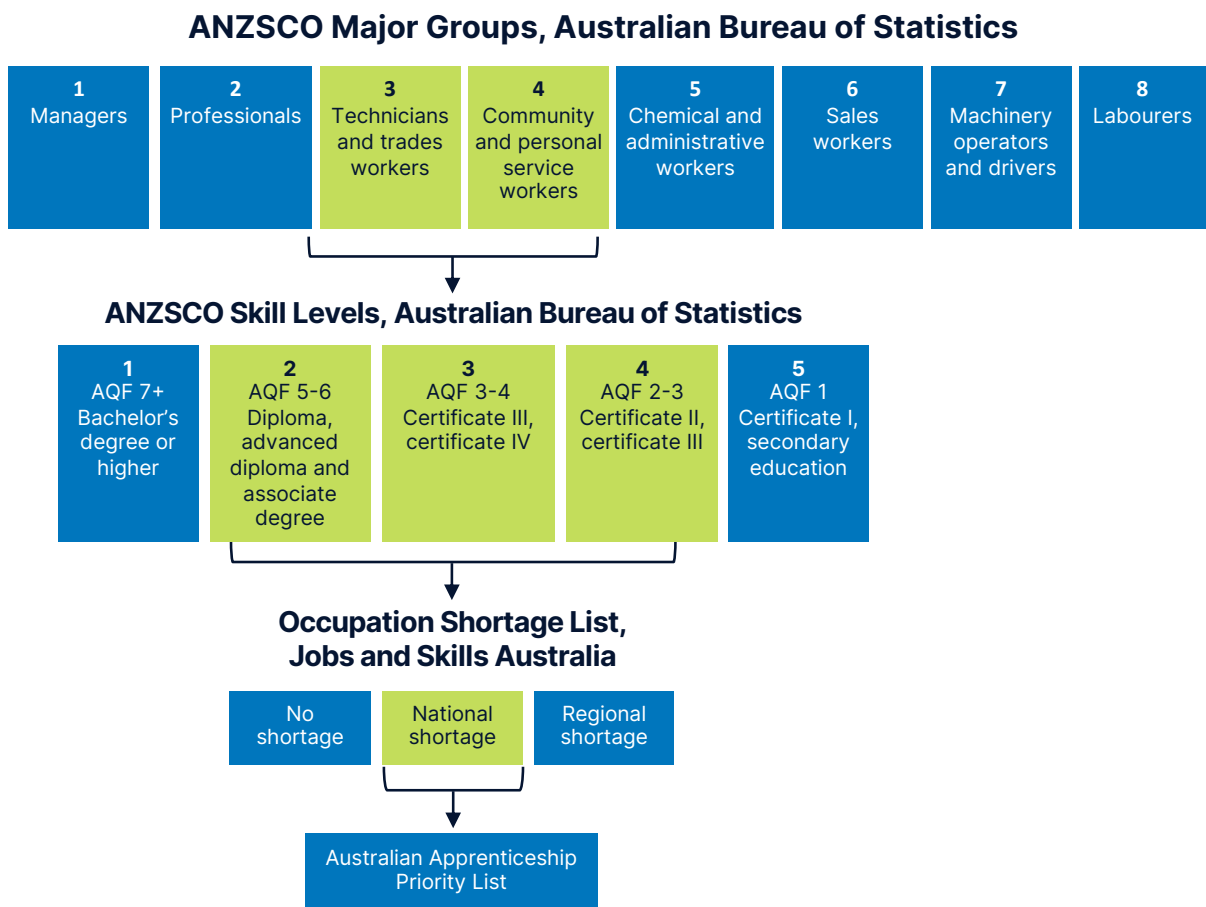 ANZSCO Major Groups, Australian Bureau of Statistics
1
Managers
2
Professionals
3
Technicians
and trades
workers
4
Community
and personal
service
workers
5
Chemical and
administrative
workers
6
Sales
workers
7
Machinery
operators
and drivers
8
Labourers
ANZSCO Skill Levels, Australian Bureau of Statistics
1
AQF 7+
Bachelor’s
degree or
higher
2
AQF 5-6
Diploma,
advanced
diploma and
associate
degree
3
AQF 3-4
Certificate III,
certificate IV
4
AQF 2-3
Certificate II,
certificate III
5
AQF 1
Certificate I,
secondary
education
Occupation Shortage List,
Jobs and Skills Australia
No
shortage
National
shortage
Regional
shortage
Australian Apprenticeship
Priority List